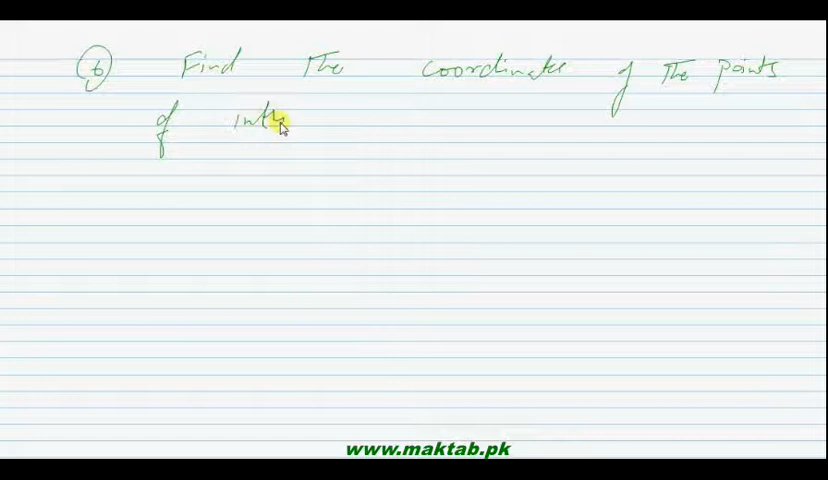 (b) Find the coordinates of the points
of inte
www.maktab.pk